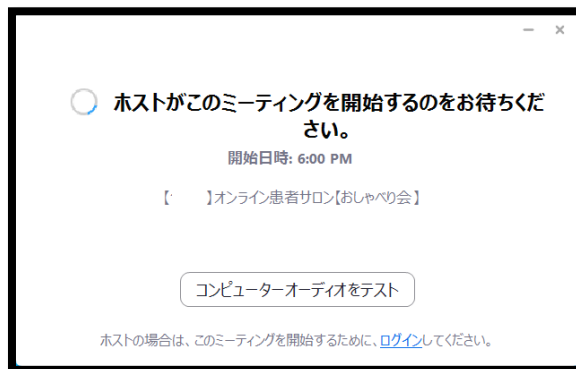 ホストがこのミーティングを開始するのをお待ちくだ
さい。
開始日時: 6:00 PM
【 】オンライン患者サロン【おしゃべり会】
コンピューターオーディオをテスト
ホストの場合は、このミーティングを開始するために、ログインしてください。